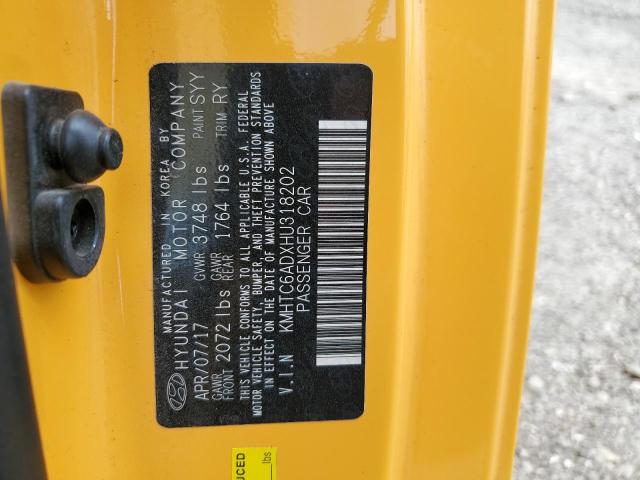 MANUFACTURED IN KOREA BY
HYUNDAI MOTOR COMPANY
APR/07/17 GVWR 3748 lbs PAINT SYY
GAWR FRONT 2072 lbs GAWR REAR 1764 lbs TRIM RY
THIS VEHICLE CONFORMS TO ALL APPLICABLE U.S.A. FEDERAL
MOTOR VEHICLE SAFETY, BUMPER, AND THEFT PREVENTION STANDARDS
IN EFFECT ON THE DATE OF MANUFACTURE SHOWN ABOVE
V.I.N KMHTC6ADXHU318202
PASSENGER CAR
UCED
lbs